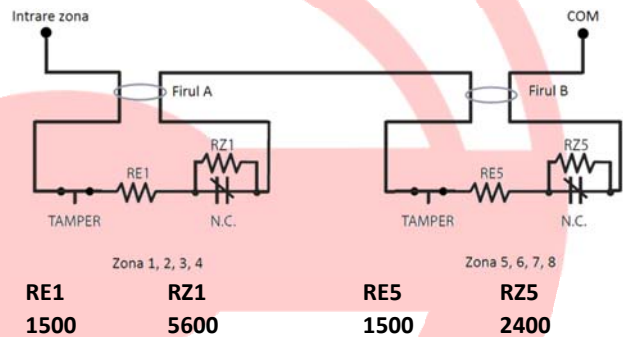 Intrare zona COM
Firul A Firul B
RZ1 RZ5
RE1 RE5
TAMPER N.C. TAMPER N.C.
Zona 1, 2, 3, 4 Zona 5, 6, 7, 8
RE1 RZ1 RE5 RZ5
1500 5600 1500 2400